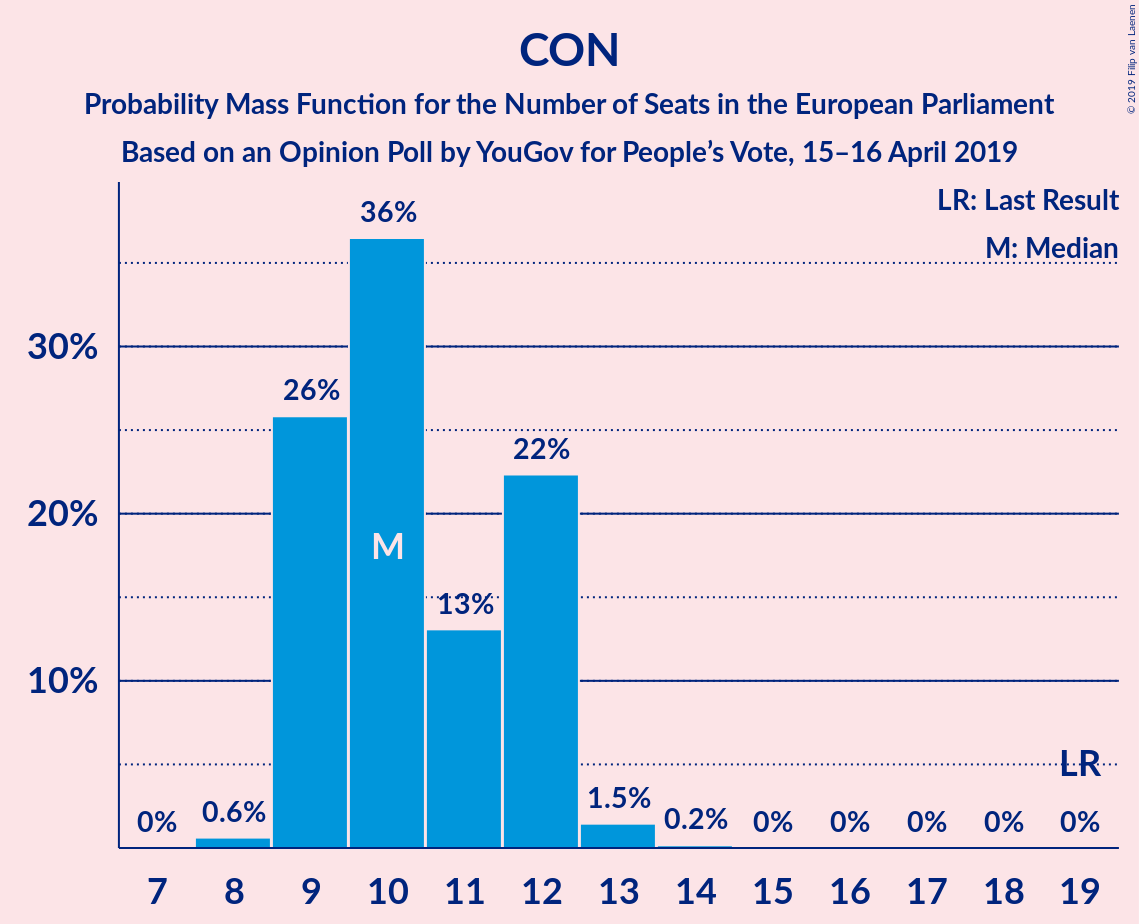 CON
Probability Mass Function for the Number of Seats in the European Parliament
Based on an Opinion Poll by YouGov for People’s Vote, 15–16 April 2019
© 2019 Filip van Laenen
LR: Last Result
M: Median
36%
30%
26%
22%
20%
M
13%
10%
LR
0%
0.6%
1.5%
0.2%
0%
0%
0%
0%
0%
7 8 9 10 11 12 13 14 15 16 17 18 19